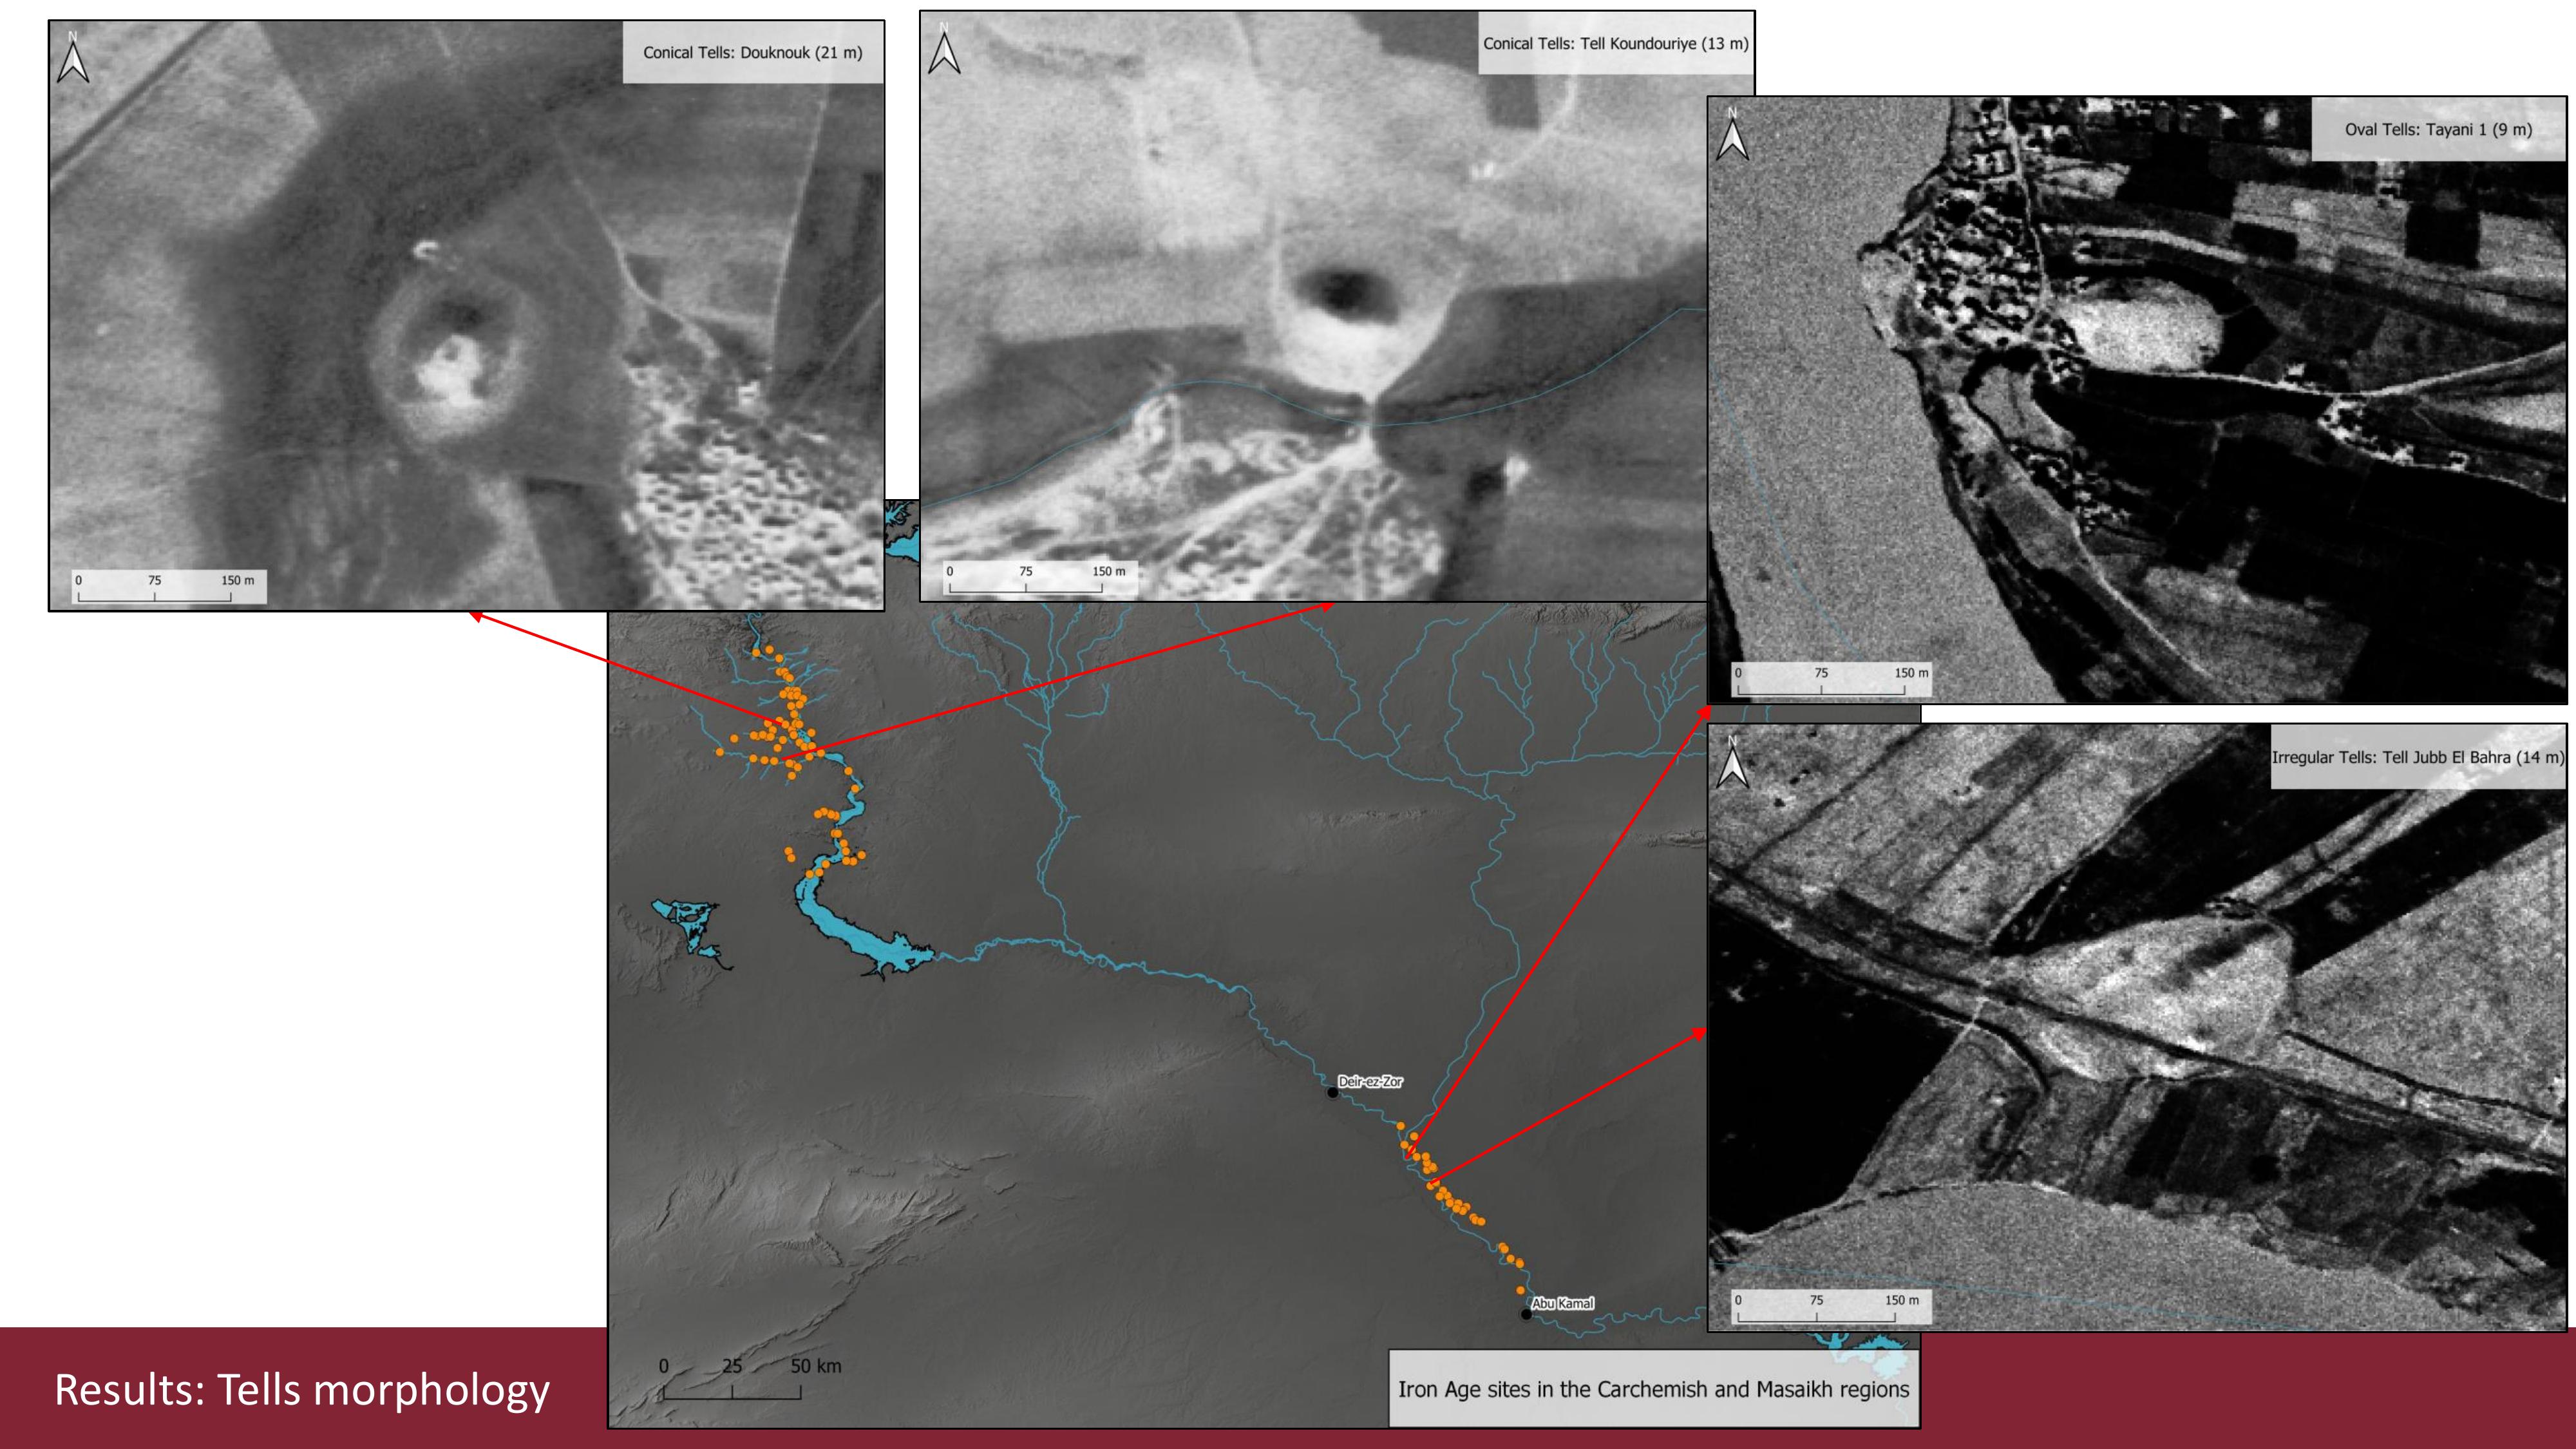 N
Conical Tells: Douknouk (21 m)
0 75 150 m
N
Conical Tells: Tell Koundouriye (13 m)
0 75 150 m
N
Oval Tells: Tayani 1 (9 m)
0 75 150 m
N
Irregular Tells: Tell Jubb El Bahra (14 m)
0 75 150 m
Deir-ez-Zor
Abu Kamal
0 25 50 km
Iron Age sites in the Carchemish and Masaikh regions
Results: Tells morphology